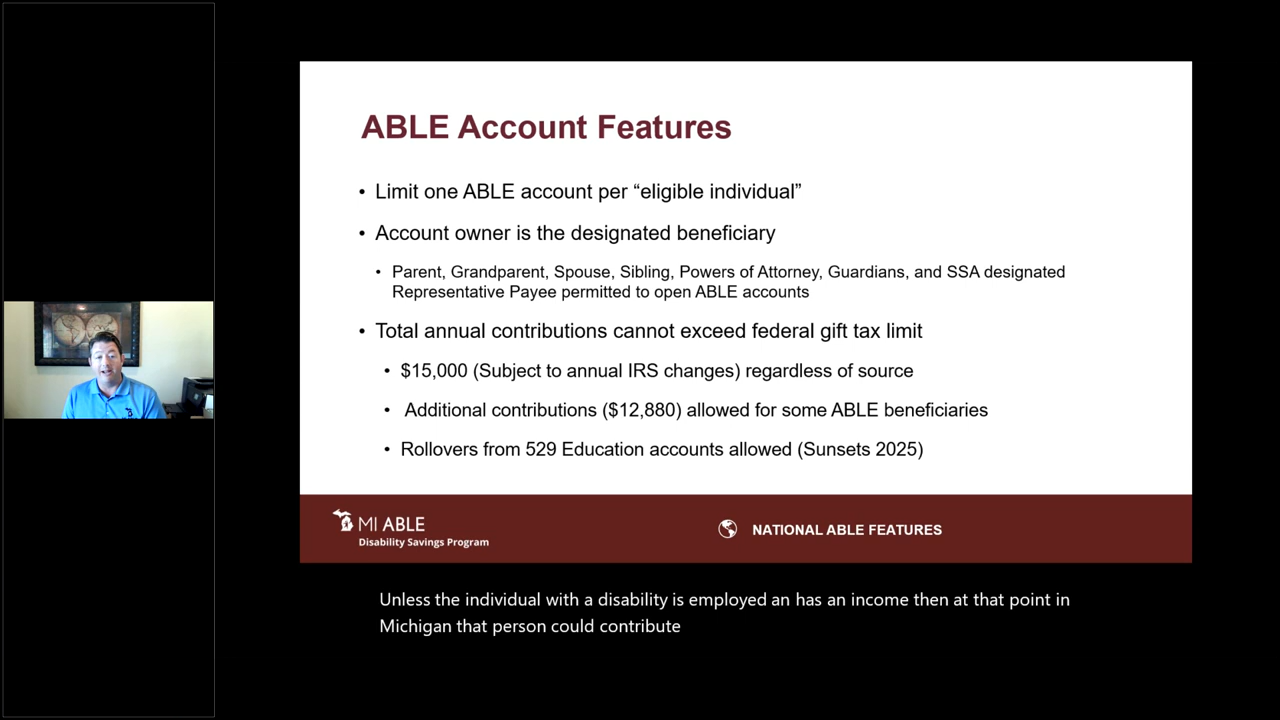 ABLE Account Features
• Limit one ABLE account per “eligible individual”
• Account owner is the designated beneficiary
• Parent, Grandparent, Spouse, Sibling, Powers of Attorney, Guardians, and SSA designated
Representative Payee permitted to open ABLE accounts
• Total annual contributions cannot exceed federal gift tax limit
• $15,000 (Subject to annual IRS changes) regardless of source
• Additional contributions ($12,880) allowed for some ABLE beneficiaries
• Rollovers from 529 Education accounts allowed (Sunsets 2025)
MI ABLE
Disability Savings Program
NATIONAL ABLE FEATURES
Unless the individual with a disability is employed an has an income then at that point in
Michigan that person could contribute